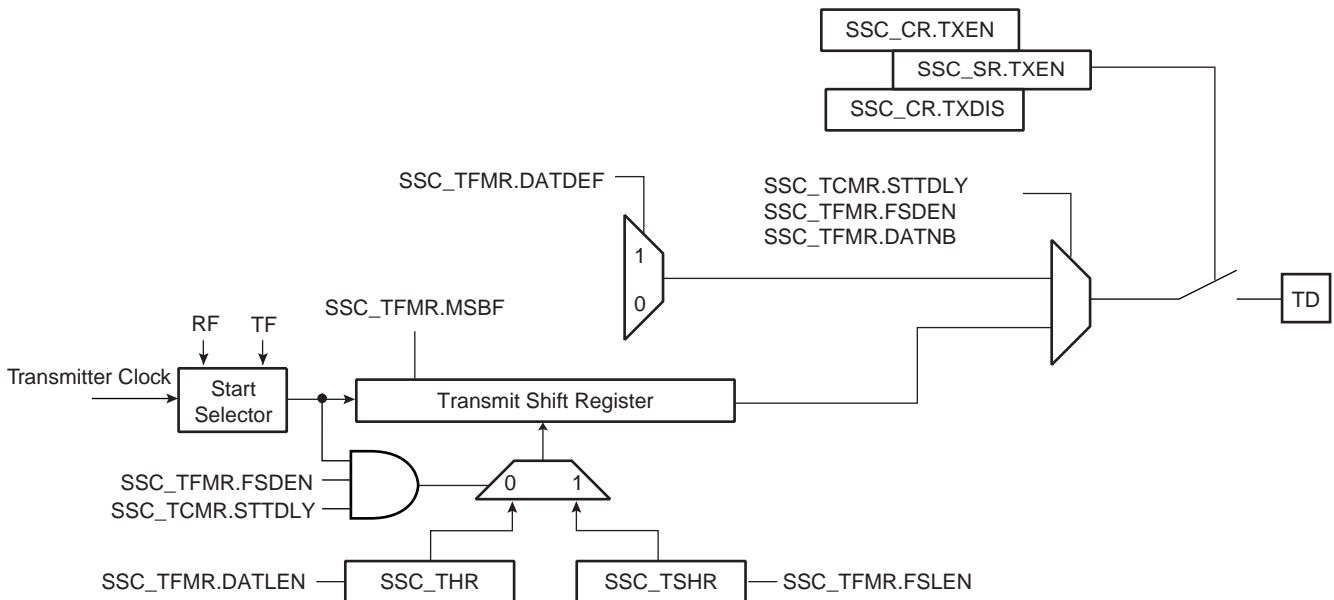 SSC_CR.TXEN
SSC_SR.TXEN
SSC_CR.TXDIS
SSC_TFMR.DATDEF
SSC_TCMR.STTDLY
SSC_TFMR.FSDEN
SSC_TFMR.DATNB
1
0
TD
SSC_TFMR.MSBF
RF TF
Transmitter Clock
Start
Selector
Transmit Shift Register
SSC_TFMR.FSDEN
SSC_TCMR.STTDLY
0 1
SSC_TFMR.DATLEN
SSC_THR
SSC_TSHR
SSC_TFMR.FSLEN